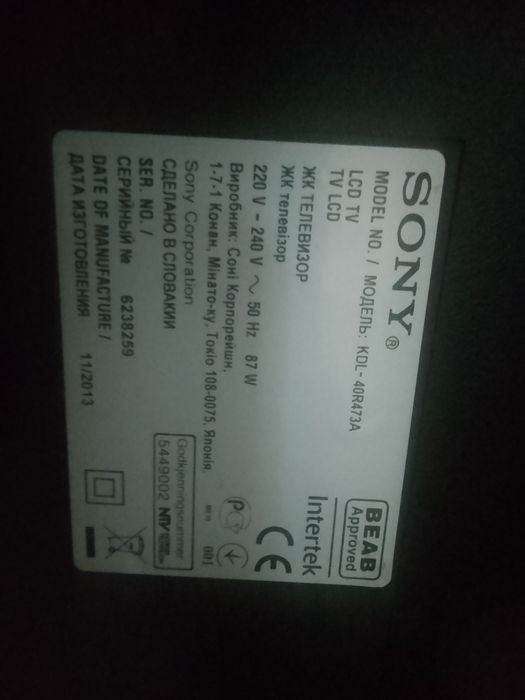 SONY®
MODEL NO. / МОДЕЛЬ: KDL-40R473A
LCD TV
TV LCD
ЖК ТЕЛЕВИЗОР
ЖК телевізор
220 V - 240 V ~ 50 Hz 87 W
Виробник: Соні Корпорейшн,
1-7-1 Конан, Мінато-ку, Токіо 108-0075, Японія.
Sony Corporation
СДЕЛАНО В СЛОВАКИИ
SER. NO. /
СЕРИЙНЫЙ № 6238259
DATE OF MANUFACTURE /
ДАТА ИЗГОТОВЛЕНИЯ 11/2013
BEAB
Approved
Intertek
CE
001
Godkjenningsnummer
5449002 NTV